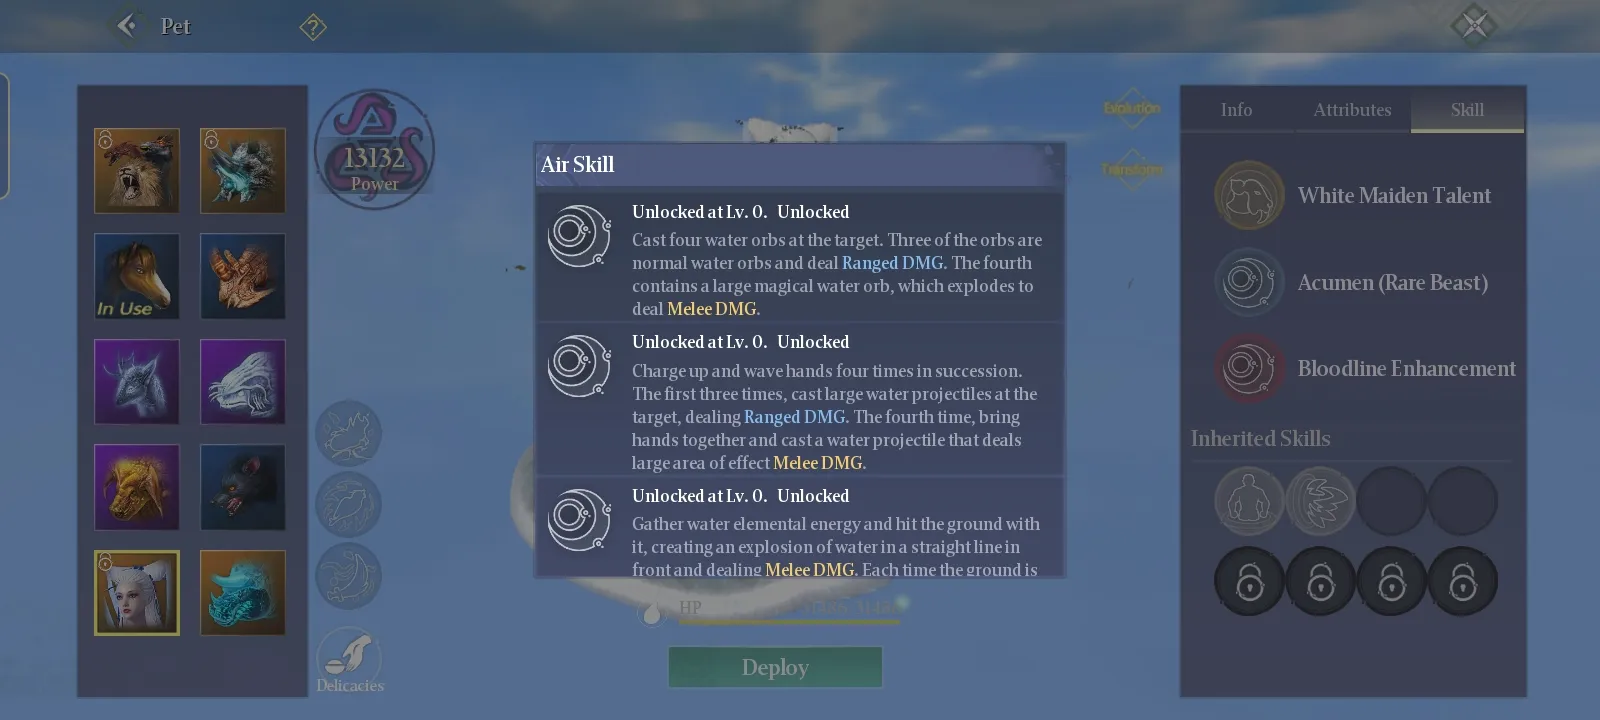 Pet
?
In Use
13132
Power
Delicacies
Air Skill
Unlocked at Lv. 0. Unlocked
Cast four water orbs at the target. Three of the orbs are
normal water orbs and deal Ranged DMG. The fourth
contains a large magical water orb, which explodes to
deal Melee DMG.
Unlocked at Lv. 0. Unlocked
Charge up and wave hands four times in succession.
The first three times, cast large water projectiles at the
target, dealing Ranged DMG. The fourth time, bring
hands together and cast a water projectile that deals
large area of effect Melee DMG.
Unlocked at Lv. 0. Unlocked
Gather water elemental energy and hit the ground with
it, creating an explosion of water in a straight line in
front and dealing Melee DMG. Each time the ground is
HP
Deploy
Evolution
Transform
Info
Attributes
Skill
White Maiden Talent
Acumen (Rare Beast)
Bloodline Enhancement
Inherited Skills